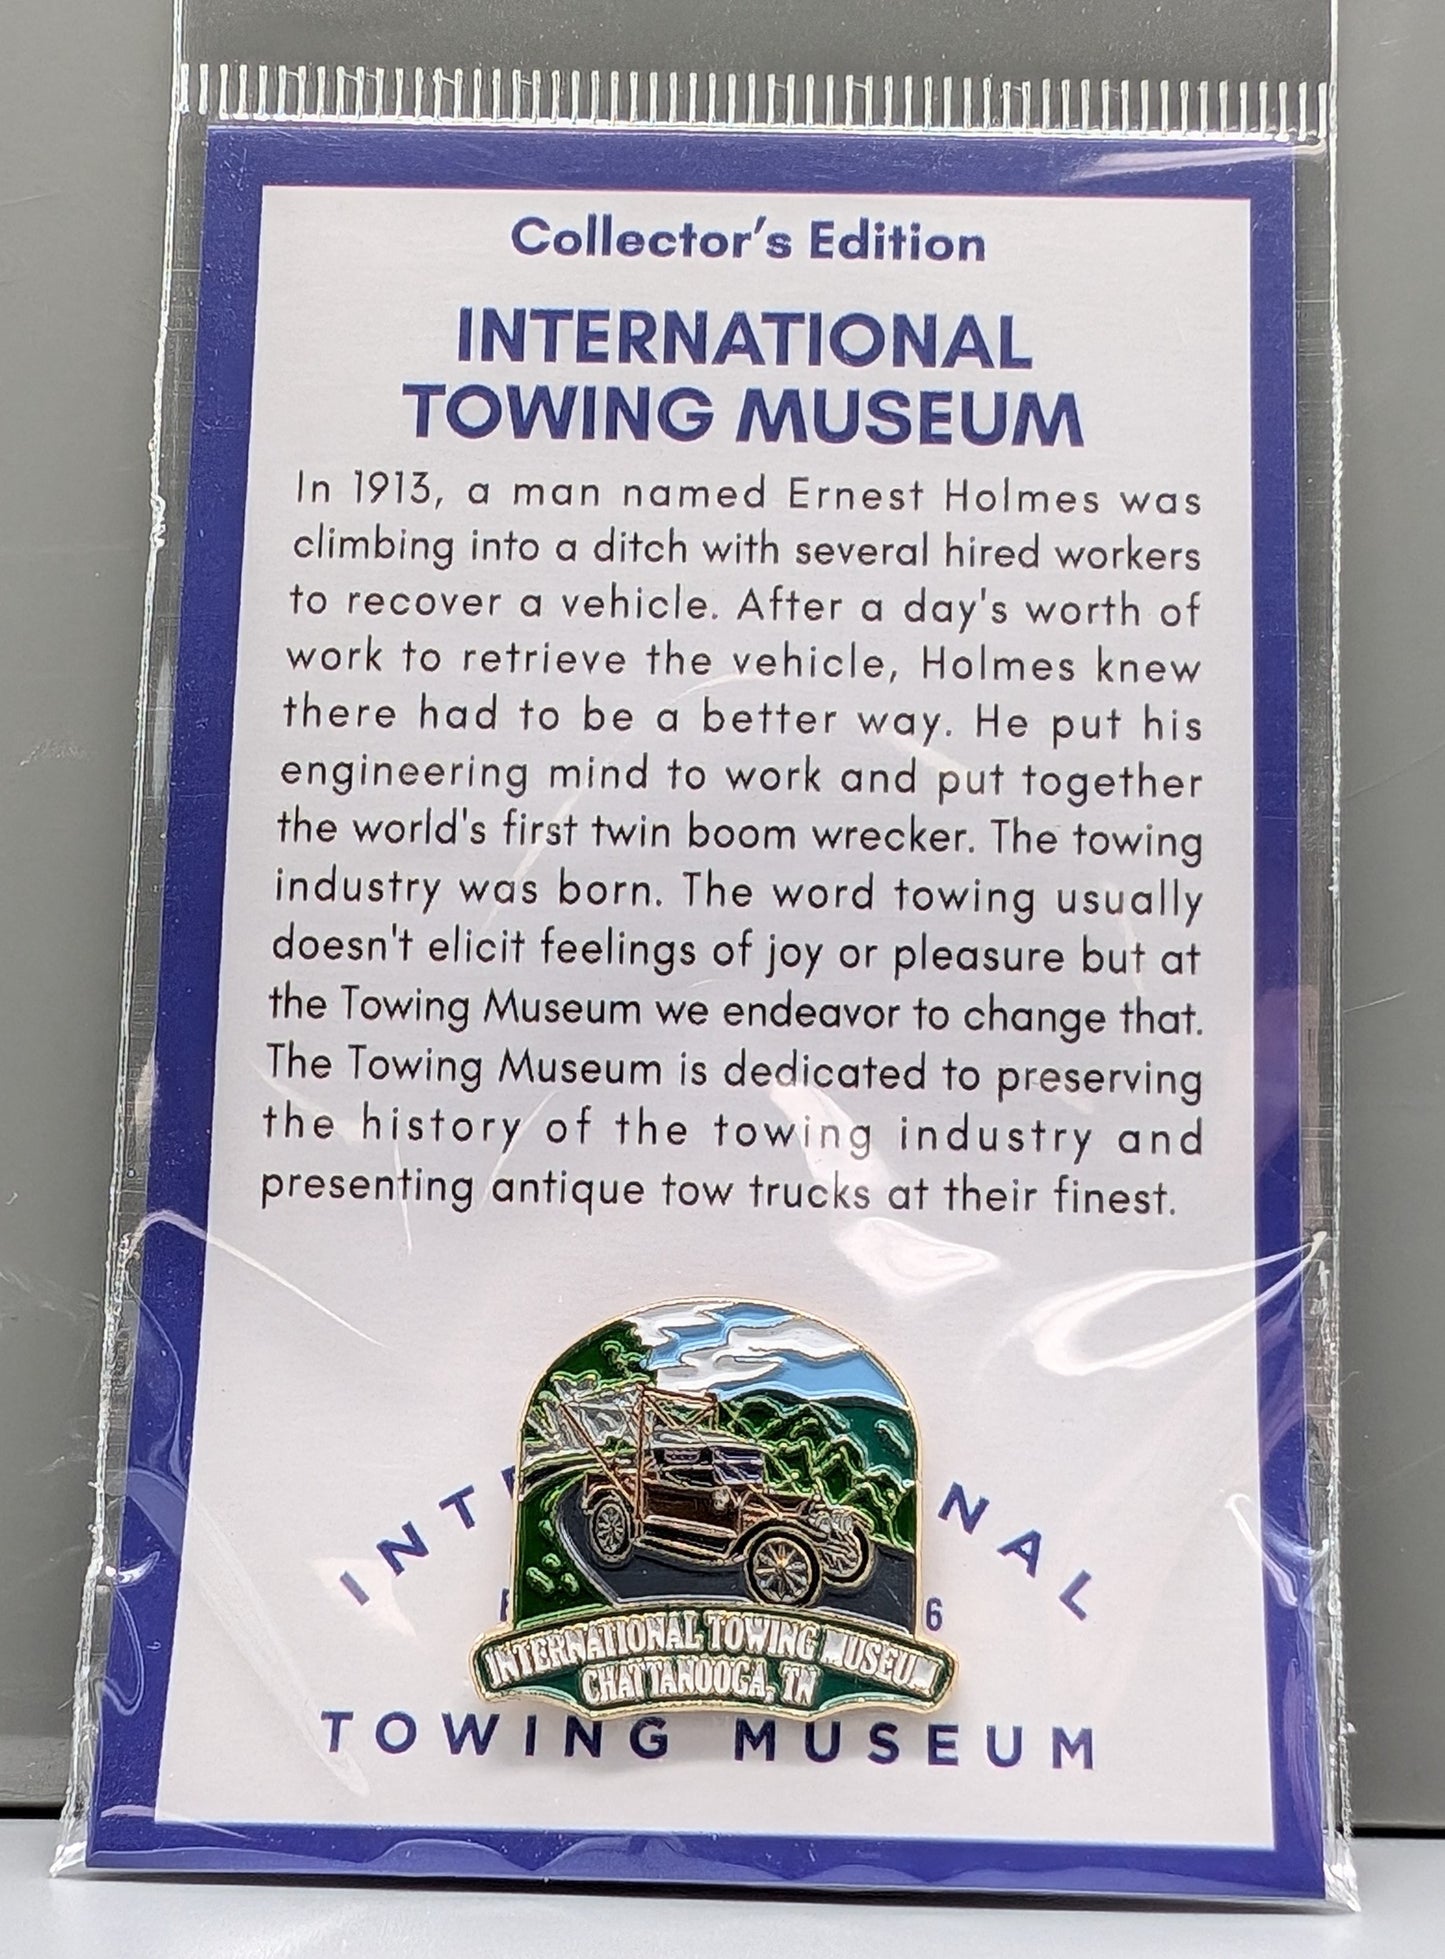 Collector's Edition
INTERNATIONAL
TOWING MUSEUM
In 1913, a man named Ernest Holmes was
climbing into a ditch with several hired workers
to recover a vehicle. After a day's worth of
work to retrieve the vehicle, Holmes knew
there had to be a better way. He put his
engineering mind to work and put together
the world's first twin boom wrecker. The towing
industry was born. The word towing usually
doesn't elicit feelings of joy or pleasure but at
the Towing Museum we endeavor to change that.
The Towing Museum is dedicated to preserving
the history of the towing industry and
presenting antique tow trucks at their finest.
INTERNATIONAL TOWING MUSEUM
CHATTANOOGA, TN
TOWING MUSEUM